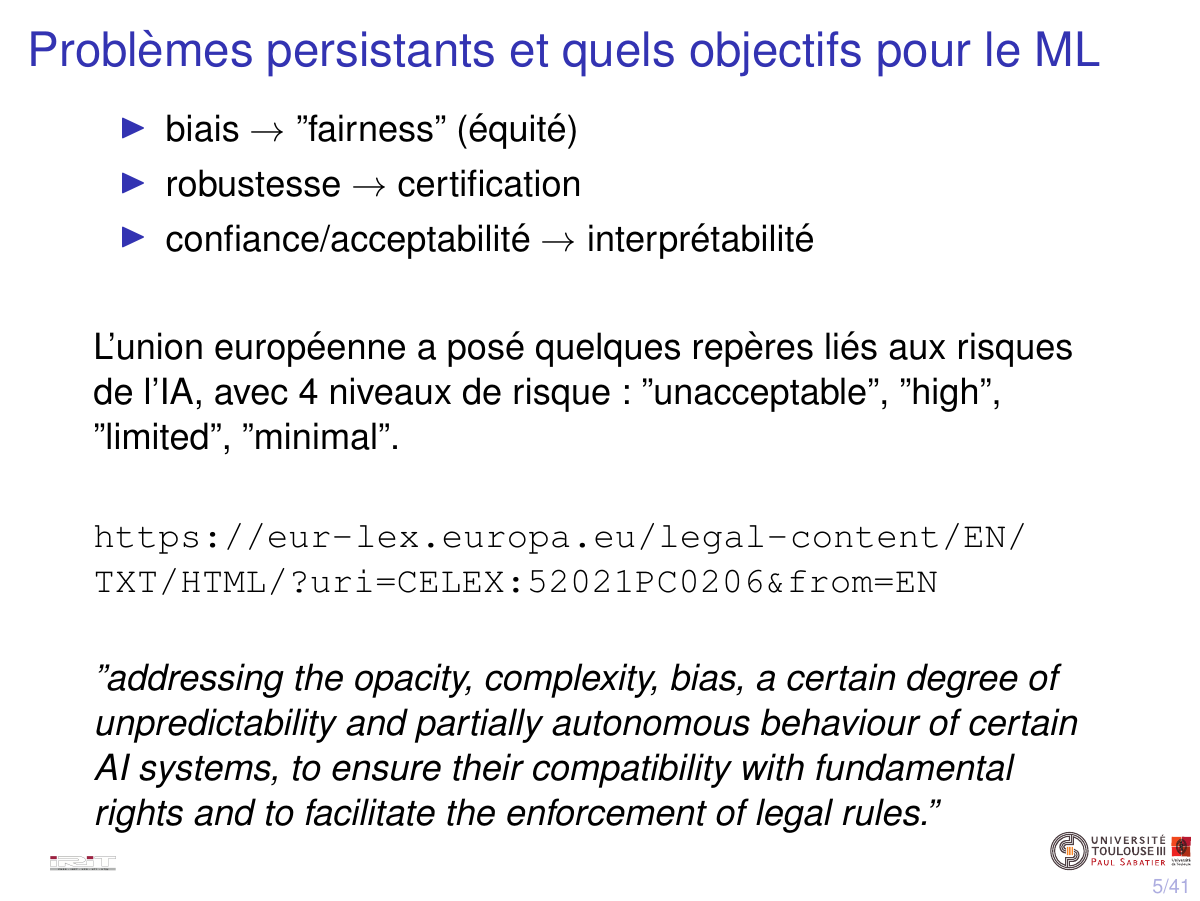 Problèmes persistants et quels objectifs pour le ML
biais → ”fairness” (équité)
robustesse → certification
confiance/acceptabilité → interprétabilité
L’union européenne a posé quelques repères liés aux risques
de l’IA, avec 4 niveaux de risque : ”unacceptable”, ”high”,
”limited”, ”minimal”.
https://eur-lex.europa.eu/legal-content/EN/
TXT/HTML/?uri=CELEX:52021PC0206&from=EN
”addressing the opacity, complexity, bias, a certain degree of
unpredictability and partially autonomous behaviour of certain
AI systems, to ensure their compatibility with fundamental
rights and to facilitate the enforcement of legal rules.”
IRIT
UNIVERSITÉ
TOULOUSE III
PAUL SABATIER
5/41